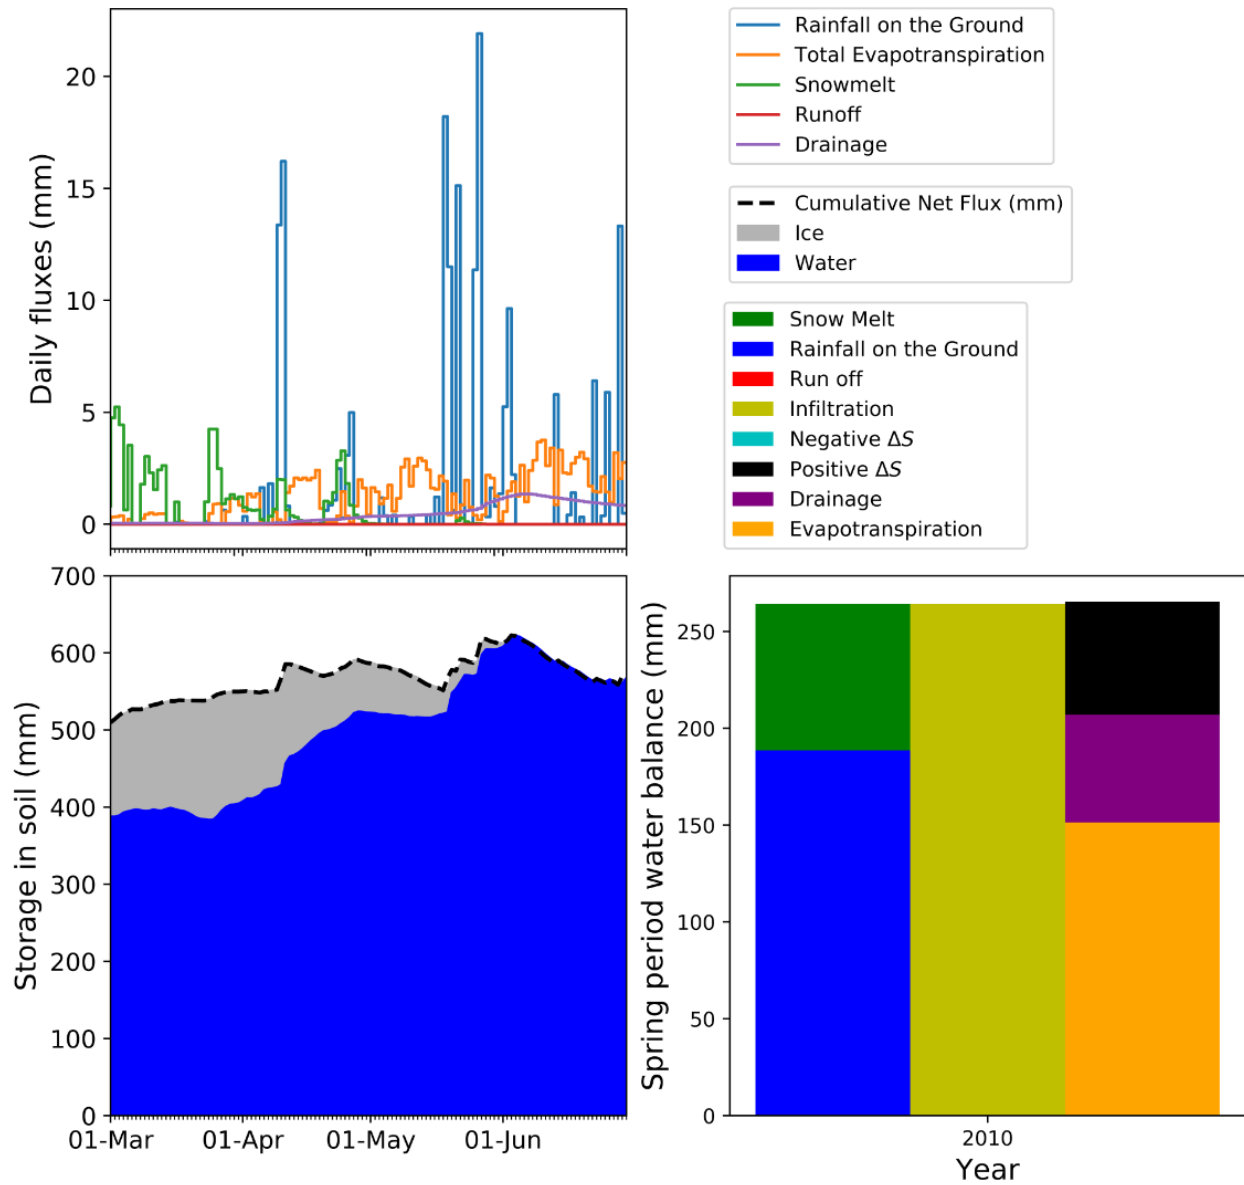 Daily fluxes (mm)
20
15
10
5
0
Rainfall on the Ground
Total Evapotranspiration
Snowmelt
Runoff
Drainage
Cumulative Net Flux (mm)
Ice
Water
Snow Melt
Rainfall on the Ground
Run off
Infiltration
Negative ΔS
Positive ΔS
Drainage
Evapotranspiration
Storage in soil (mm)
700
600
500
400
300
200
100
0
01-Mar 01-Apr 01-May 01-Jun
Spring period water balance (mm)
250
200
150
100
50
0
2010
Year